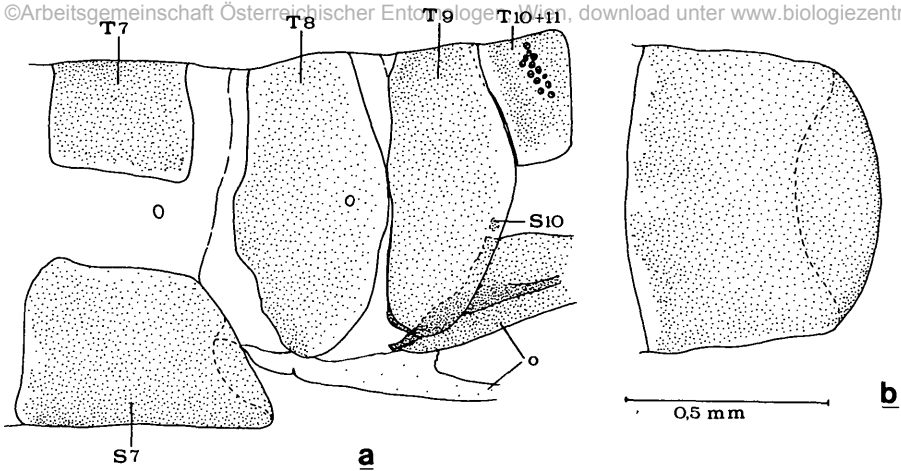 ©Arbeitsgemeinschaft Österreichischer Entomologen, Wien, download unter www.biologiezentr
T7 T8 T9 T10+11
S10
o
S7
0,5 mm
a b